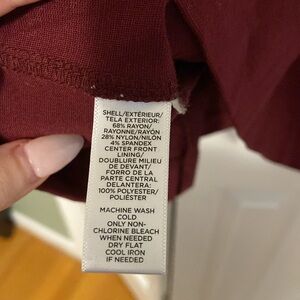 SHELL/EXTÉRIEUR/
TELA EXTERIOR:
68% RAYON/
RAYONNE/RAYÓN
28% NYLON/NILÓN
4% SPANDEX
CENTER FRONT
LINING/
DOUBLURE MILIEU
DE DEVANT/
FORRO DE LA
PARTE CENTRAL
DELANTERA:
100% POLYESTER/
POLIÉSTER
MACHINE WASH
COLD
ONLY NON-
CHLORINE BLEACH
WHEN NEEDED
DRY FLAT
COOL IRON
IF NEEDED